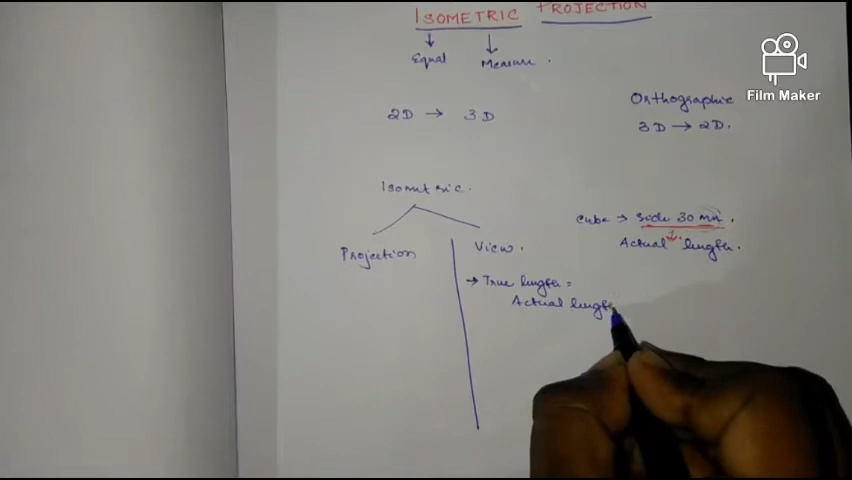 ISOMETRIC PROJECTION
Equal Measure.
2D → 3D
Orthographic
3D → 2D.
Isometric.
Projection
View.
Cube → side 30 mm.
Actual length.
→ True length =
Actual length
Film Maker